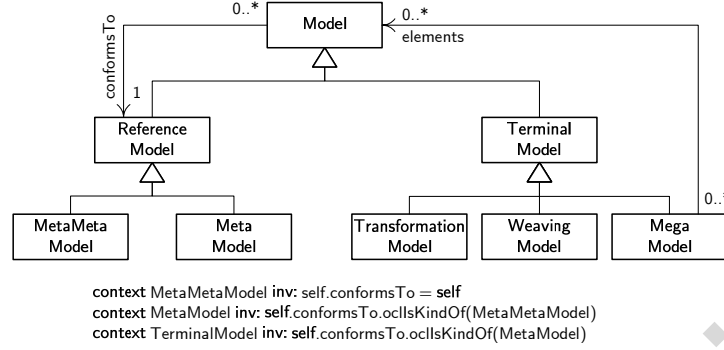 0..*
Model
0..*
elements
conformsTo
1
Reference
Model
Terminal
Model
0..*
MetaMeta
Model
Meta
Model
Transformation
Model
Weaving
Model
Mega
Model
context MetaMetaModel inv: self.conformsTo = self
context MetaModel inv: self.conformsTo.oclIsKindOf(MetaMetaModel)
context TerminalModel inv: self.conformsTo.oclIsKindOf(MetaModel)